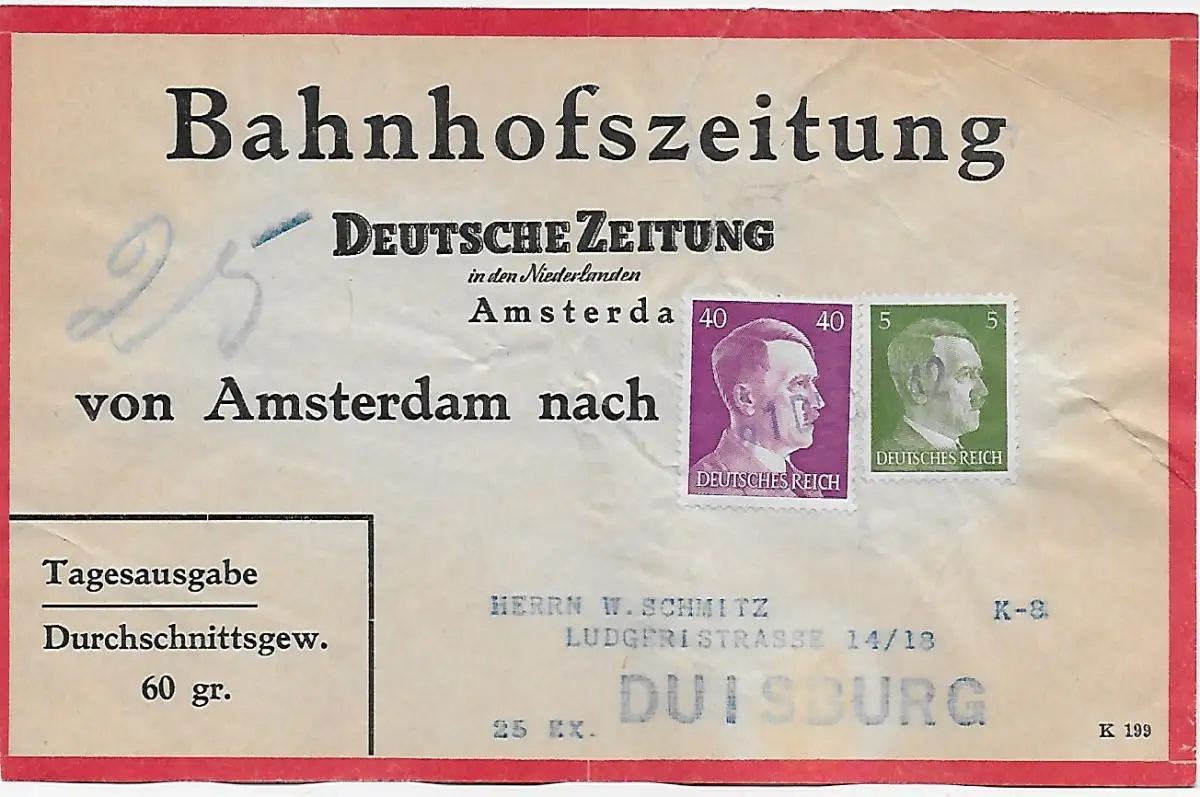 Bahnhofszeitung
25
DEUTSCHE ZEITUNG
in den Niederlanden
Amsterda
von Amsterdam nach
40 40
DEUTSCHES REICH
5 5
DEUTSCHES REICH
Tagesausgabe
Durchschnittsgew.
60 gr.
HERRN W. SCHMITZ K-8
LUDGERISTRASSE 14/18
DUISBURG
25 EX.
K 199